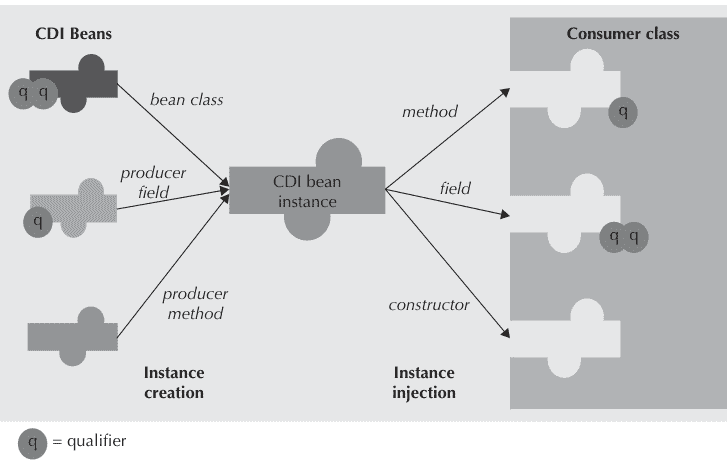 CDI Beans
Consumer class
q q
bean class
method
q
producer
field
CDI bean
instance
field
q
q q
producer
method
constructor
Instance
creation
Instance
injection
q = qualifier